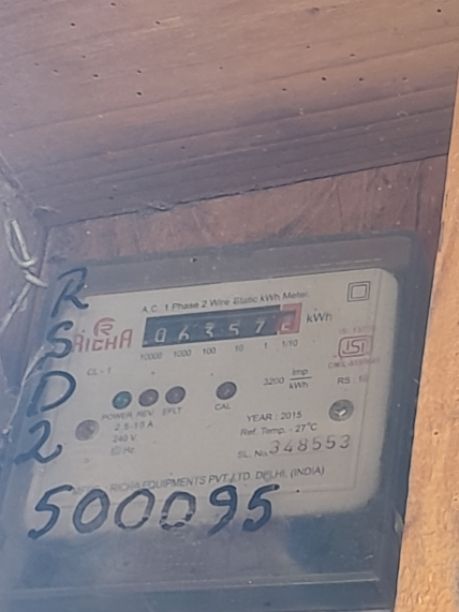 A.C. 1 Phase 2 Wire Static kWh Meter
063572 kWh
10000 1000 100 10 1 1/10
RICHA
CL - 1
3200 Imp/kWh
ISI
POWER REV. EFLT CAL
2.5-10 A
240 V
50 Hz
YEARː 2015
Ref. Temp. - 27°C
SL. No. 348553
RICHA EQUIPMENTS PVT. LTD. DELHI, (INDIA)
R
S
D
2
500095